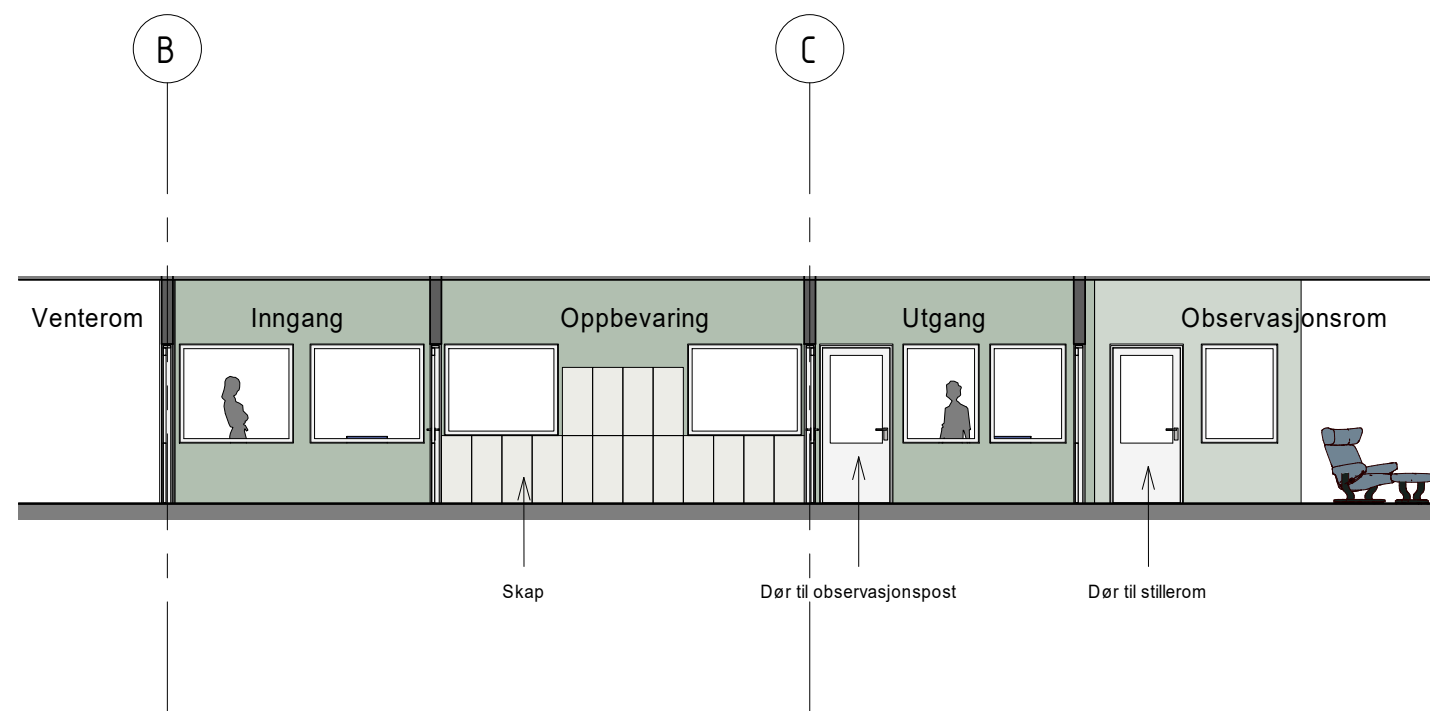 B
C
Venterom
Inngang
Oppbevaring
Utgang
Observasjonsrom
Skap
Dør til observasjonspost
Dør til stillerom